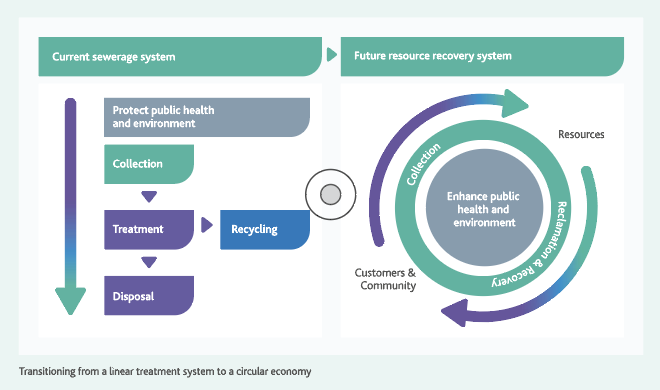 Current sewerage system
Future resource recovery system
Protect public health
and environment
Collection
Treatment
Recycling
Disposal
Resources
Collection
Enhance public
health and
environment
Reclamation & Recovery
Customers &
Community
Transitioning from a linear treatment system to a circular economy